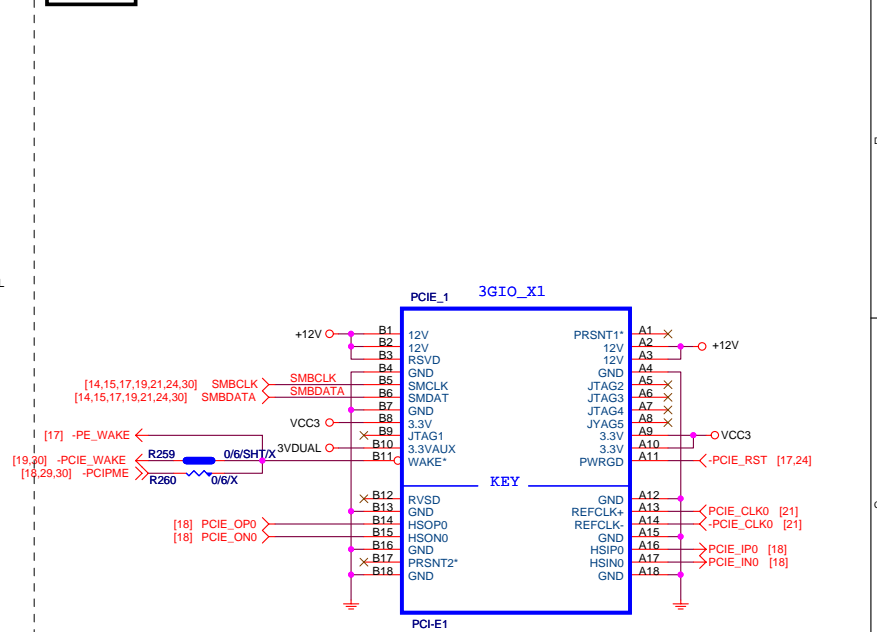 3GIO_X1
PCIE_1
+12V B1 12V PRSNT1* A1
B2 12V 12V A2 +12V
B3 RSVD 12V A3
B4 GND GND A4
[14,15,17,19,21,24,30] SMBCLK SMBCLK B5 SMCLK JTAG2 A5
[14,15,17,19,21,24,30] SMBDATA SMBDATA B6 SMDAT JTAG3 A6
B7 GND JTAG4 A7
VCC3 B8 3.3V JYAG5 A8
[17] -PE_WAKE B9 JTAG1 3.3V A9 VCC3
3VDUAL B10 3.3VAUX 3.3V A10
[19,30] -PCIE_WAKE R259 0/6/SHT/X B11 WAKE* PWRGD A11 -PCIE_RST [17,24]
[18,29,30] -PCIPME R260 0/6/X
KEY
B12 RVSD GND A12
B13 GND REFCLK+ A13 PCIE_CLK0 [21]
[18] PCIE_OP0 B14 HSOP0 REFCLK- A14 -PCIE_CLK0 [21]
[18] PCIE_ON0 B15 HSON0 GND A15
B16 GND HSIP0 A16 PCIE_IP0 [18]
B17 PRSNT2* HSIN0 A17 PCIE_IN0 [18]
B18 GND GND A18
PCI-E1